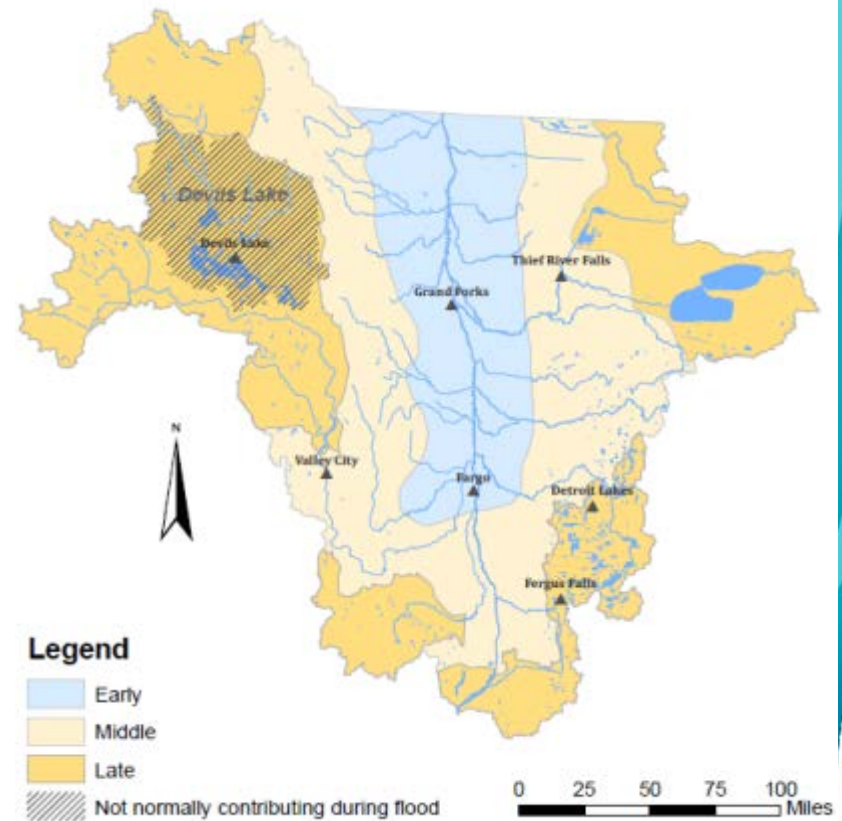 Devils Lake
Devils Lake
Thief River Falls
Grand Forks
N
Valley City
Fargo
Detroit Lakes
Fergus Falls
Legend
Early
Middle
Late
Not normally contributing during flood
0 25 50 75 100
Miles